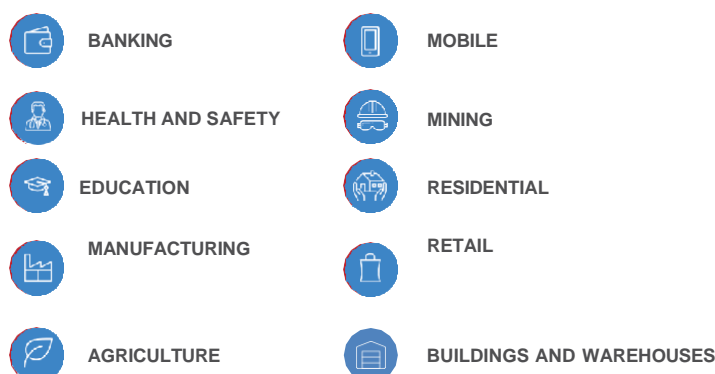 BANKING
MOBILE
HEALTH AND SAFETY
MINING
EDUCATION
RESIDENTIAL
MANUFACTURING
RETAIL
AGRICULTURE
BUILDINGS AND WAREHOUSES